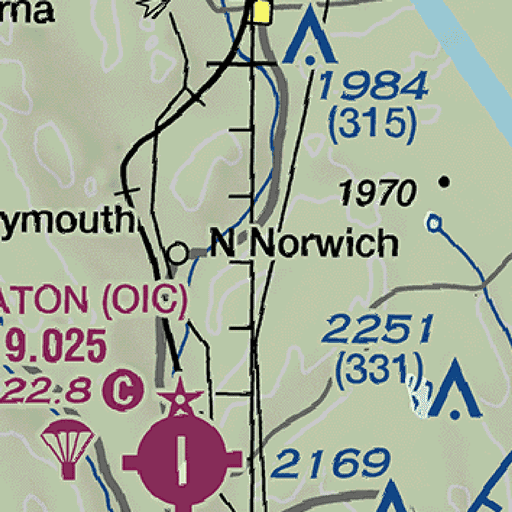 rna
1984
(315)
1970
ymouth
N Norwich
ATON (OIC)
9.025
2251
(331)
22.8 C
2169